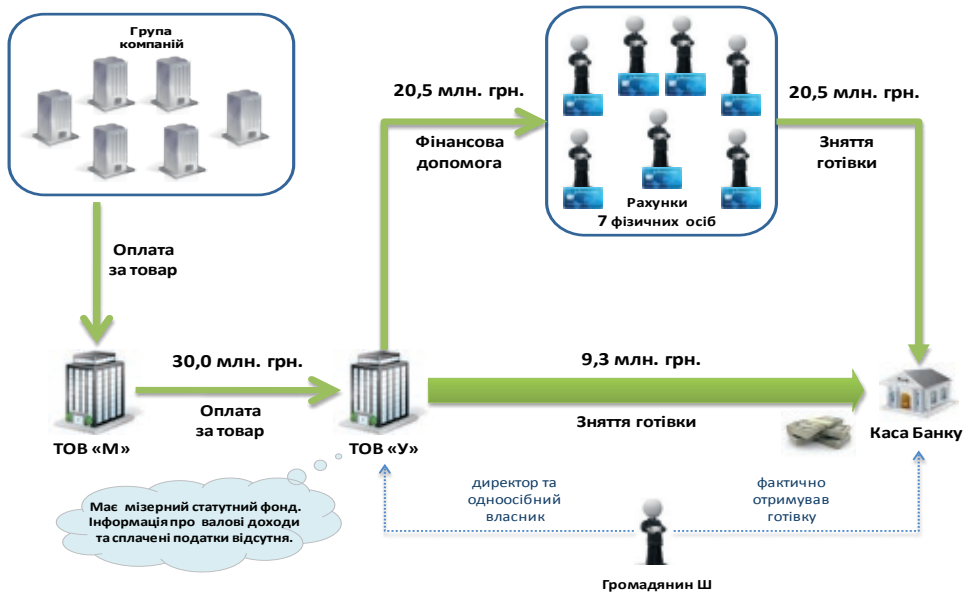 Група
компаній
20,5 млн. грн.
Фінансова
допомога
Рахунки
7 фізичних осіб
20,5 млн. грн.
Зняття
готівки
Оплата
за товар
30,0 млн. грн.
Оплата
за товар
9,3 млн. грн.
Зняття готівки
ТОВ «М»
ТОВ «У»
Каса Банку
Має мізерний статутний фонд.
Інформація про валові доходи
та сплачені податки відсутня.
директор та
одноосібний
власник
фактично
отримував
готівку
Громадянин Ш